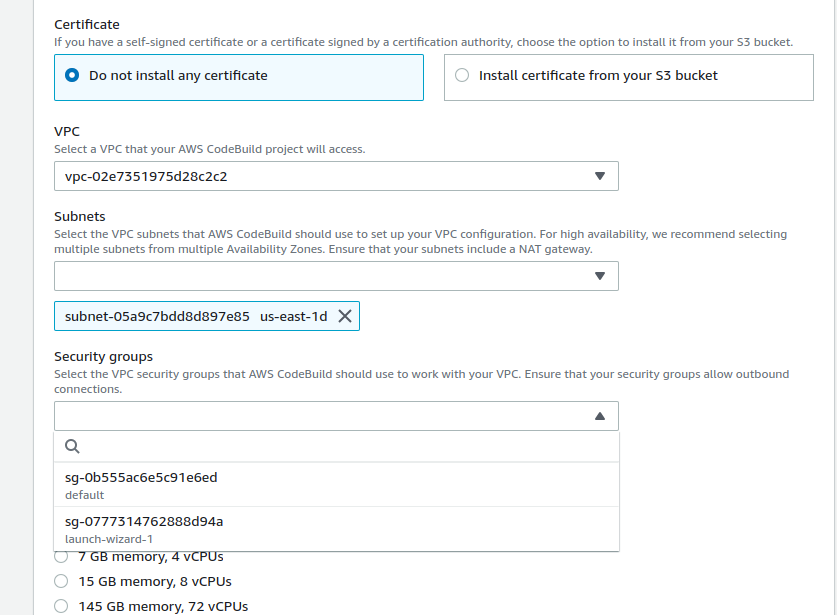 Certificate
If you have a self-signed certificate or a certificate signed by a certification authority, choose the option to install it from your S3 bucket.
Do not install any certificate
Install certificate from your S3 bucket
VPC
Select a VPC that your AWS CodeBuild project will access.
vpc-02e7351975d28c2c2
Subnets
Select the VPC subnets that AWS CodeBuild should use to set up your VPC configuration. For high availability, we recommend selecting
multiple subnets from multiple Availability Zones. Ensure that your subnets include a NAT gateway.
subnet-05a9c7bdd8d897e85 us-east-1d
Security groups
Select the VPC security groups that AWS CodeBuild should use to work with your VPC. Ensure that your security groups allow outbound
connections.
sg-0b555ac6e5c91e6ed
default
sg-0777314762888d94a
launch-wizard-1
7 GB memory, 4 vCPUs
15 GB memory, 8 vCPUs
145 GB memory, 72 vCPUs